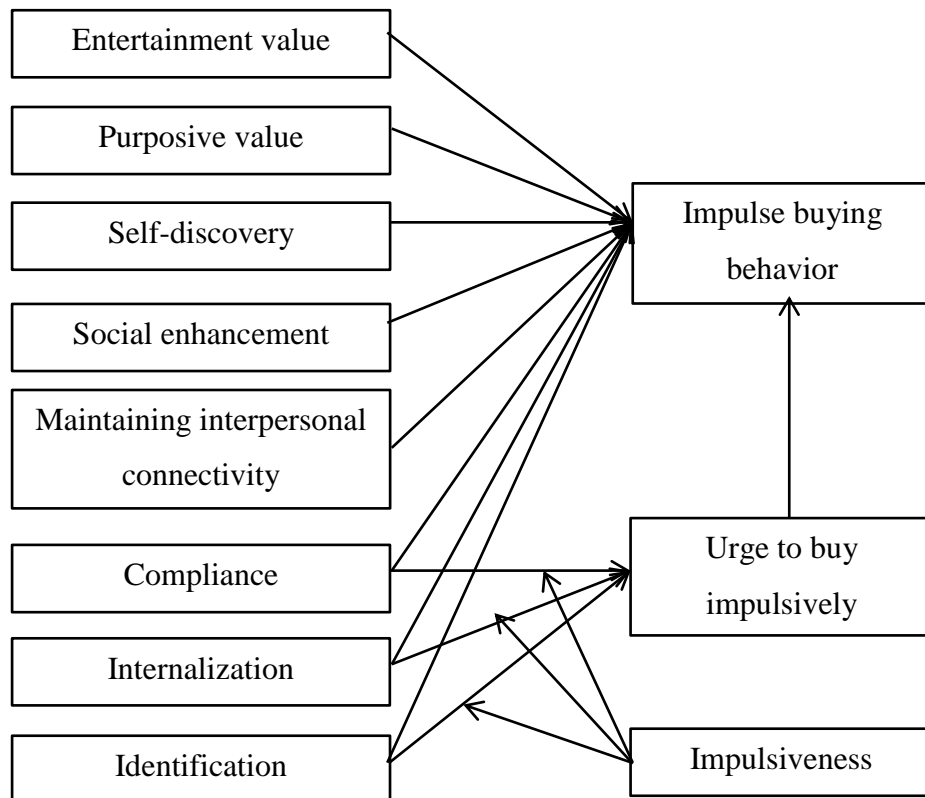 Entertainment value
Purposive value
Self-discovery
Social enhancement
Maintaining interpersonal
connectivity
Compliance
Internalization
Identification
Impulse buying
behavior
Urge to buy
impulsively
Impulsiveness